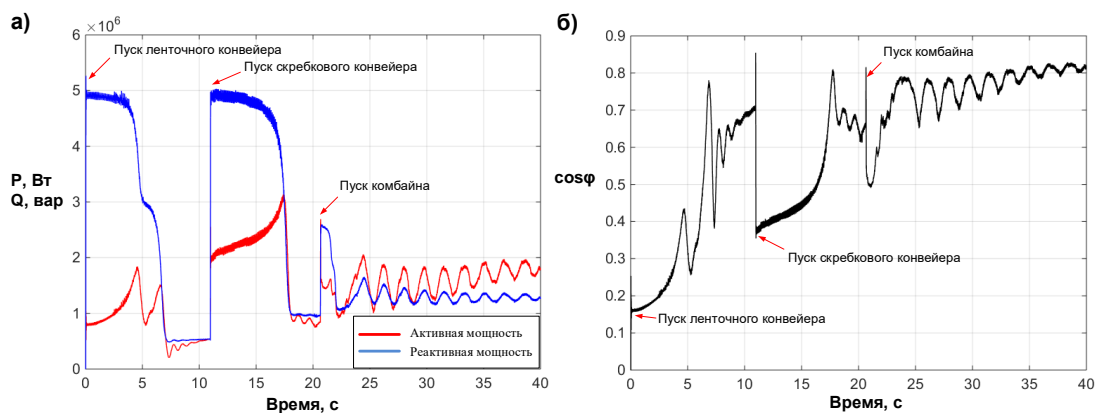 а)
×10⁶
6
5
4
3
2
1
0
0 5 10 15 20 25 30 35 40
Р, Вт
Q, вар
Время, с
Пуск ленточного конвейера
Пуск скребкового конвейера
Пуск комбайна
Активная мощность
Реактивная мощность
б)
0.9
0.8
0.7
0.6
0.5
0.4
0.3
0.2
0.1
0
0 5 10 15 20 25 30 35 40
cosφ
Время, с
Пуск комбайна
Пуск скребкового конвейера
Пуск ленточного конвейера